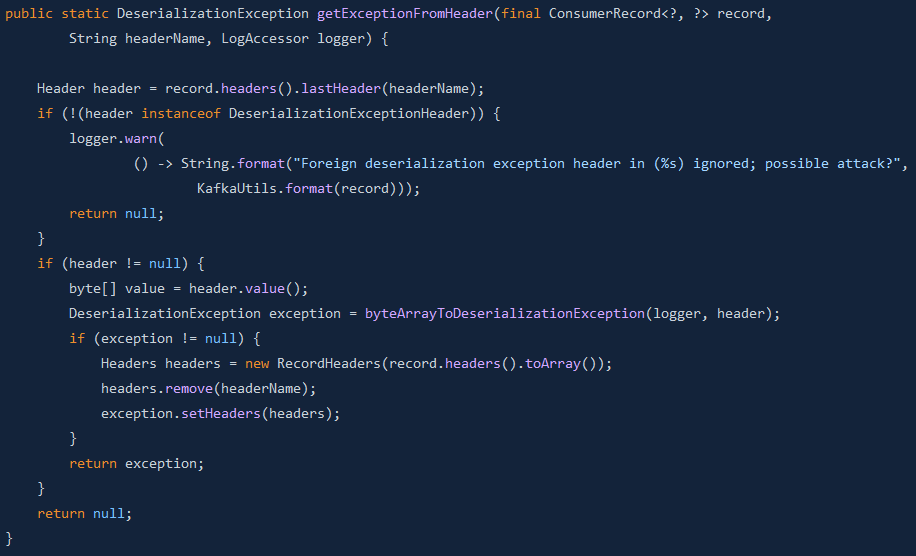 public static DeserializationException getExceptionFromHeader(final ConsumerRecord<?, ?> record,
        String headerName, LogAccessor logger) {

    Header header = record.headers().lastHeader(headerName);
    if (!(header instanceof DeserializationExceptionHeader)) {
        logger.warn(
                () -> String.format("Foreign deserialization exception header in (%s) ignored; possible attack?",
                        KafkaUtils.format(record)));
        return null;
    }
    if (header != null) {
        byte[] value = header.value();
        DeserializationException exception = byteArrayToDeserializationException(logger, header);
        if (exception != null) {
            Headers headers = new RecordHeaders(record.headers().toArray());
            headers.remove(headerName);
            exception.setHeaders(headers);
        }
        return exception;
    }
    return null;
}